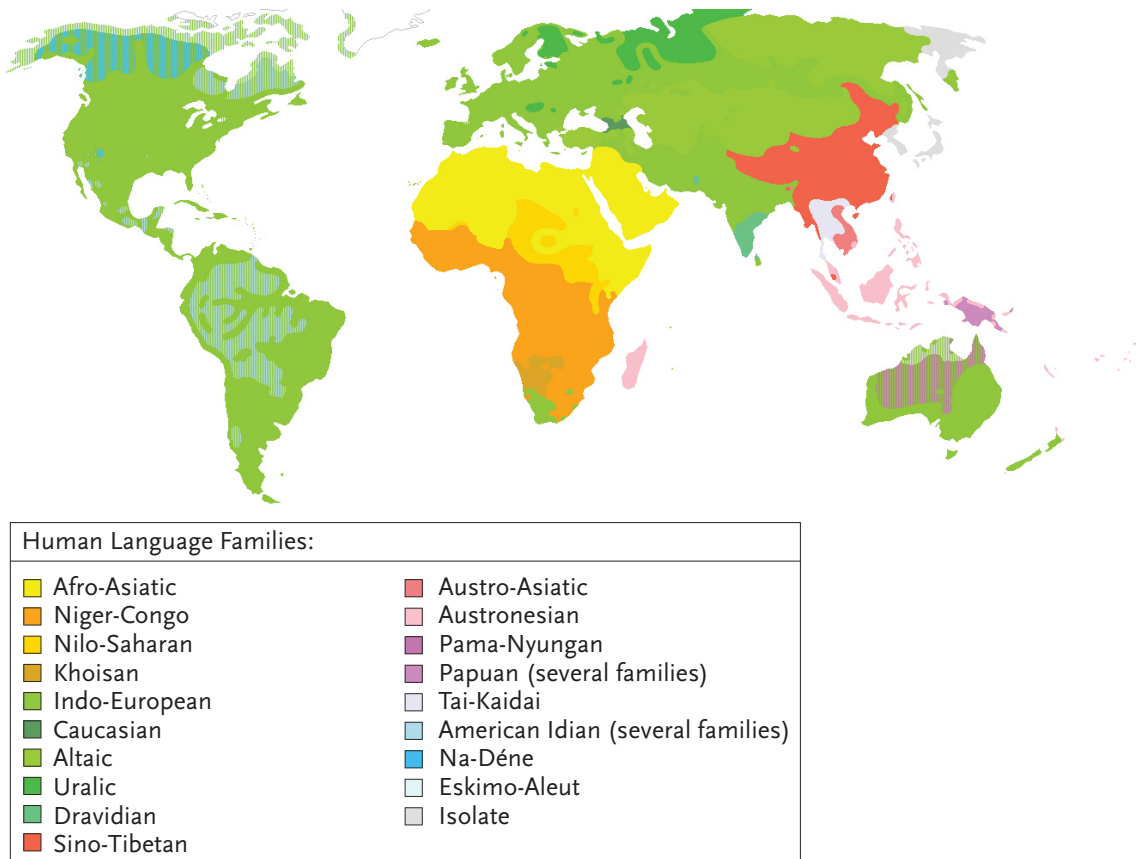 Human Language Families:
Afro-Asiatic
Niger-Congo
Nilo-Saharan
Khoisan
Indo-European
Caucasian
Altaic
Uralic
Dravidian
Sino-Tibetan
Austro-Asiatic
Austronesian
Pama-Nyungan
Papuan (several families)
Tai-Kaidai
American Idian (several families)
Na-Déne
Eskimo-Aleut
Isolate